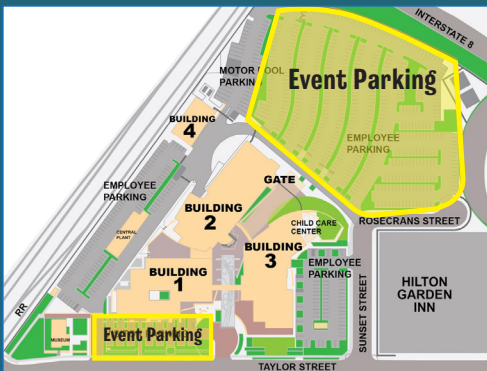 INTERSTATE 8
MOTOR POOL
PARKING
Event Parking
BUILDING
4
EMPLOYEE
PARKING
GATE
EMPLOYEE
PARKING
CHILD CARE
CENTER
ROSECRANS STREET
BUILDING
2
CENTRAL
PLANT
BUILDING
3
EMPLOYEE
PARKING
BUILDING
1
SUNSET STREET
HILTON
GARDEN
INN
RR
MUSEUM
Event Parking
TAYLOR STREET